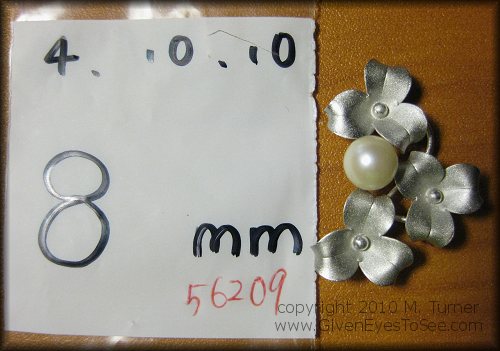 4. .10 . 10
8 mm
56209
copyright 2010 M. Turner
www.GivenEyesToSee.com